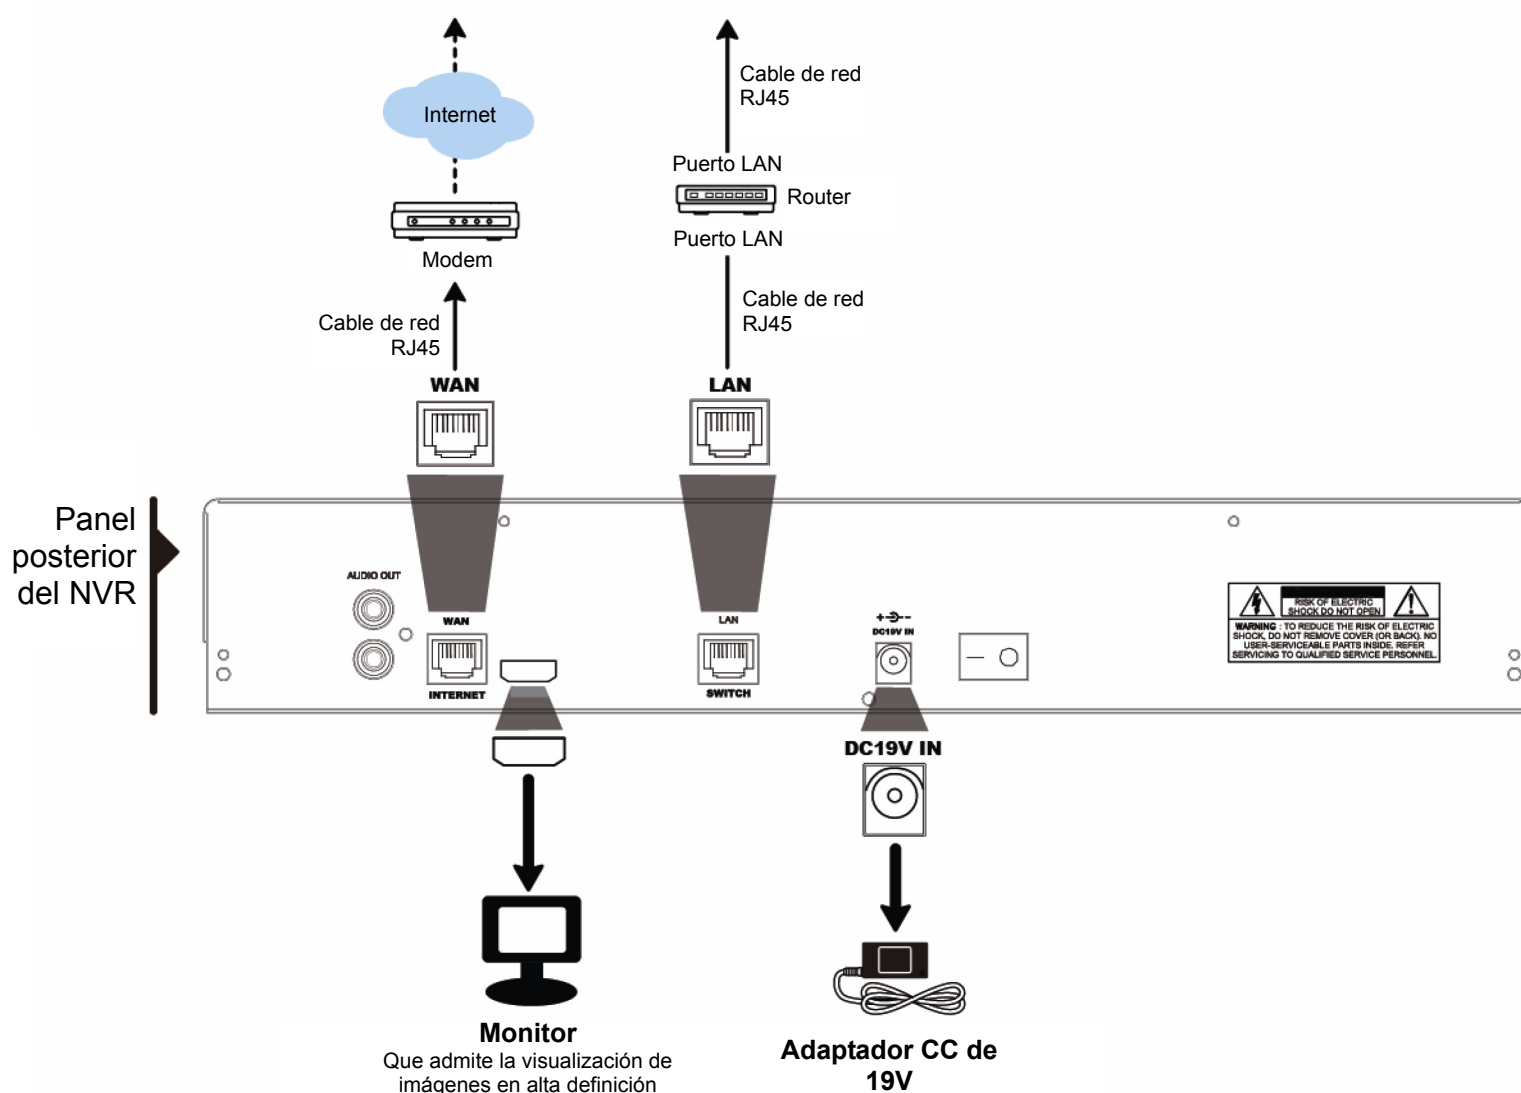 Internet
Modem
Cable de red
RJ45
WAN
Cable de red
RJ45
Puerto LAN
Router
Puerto LAN
Cable de red
RJ45
LAN
Panel
posterior
del NVR
AUDIO OUT
WAN
INTERNET
LAN
SWITCH
DC19V IN
RISK OF ELECTRIC
SHOCK DO NOT OPEN
WARNING : TO REDUCE THE RISK OF ELECTRIC
SHOCK, DO NOT REMOVE COVER (OR BACK). NO
USER-SERVICEABLE PARTS INSIDE. REFER
SERVICING TO QUALIFIED SERVICE PERSONNEL.
DC19V IN
Monitor
Que admite la visualización de
imágenes en alta definición
Adaptador CC de
19V